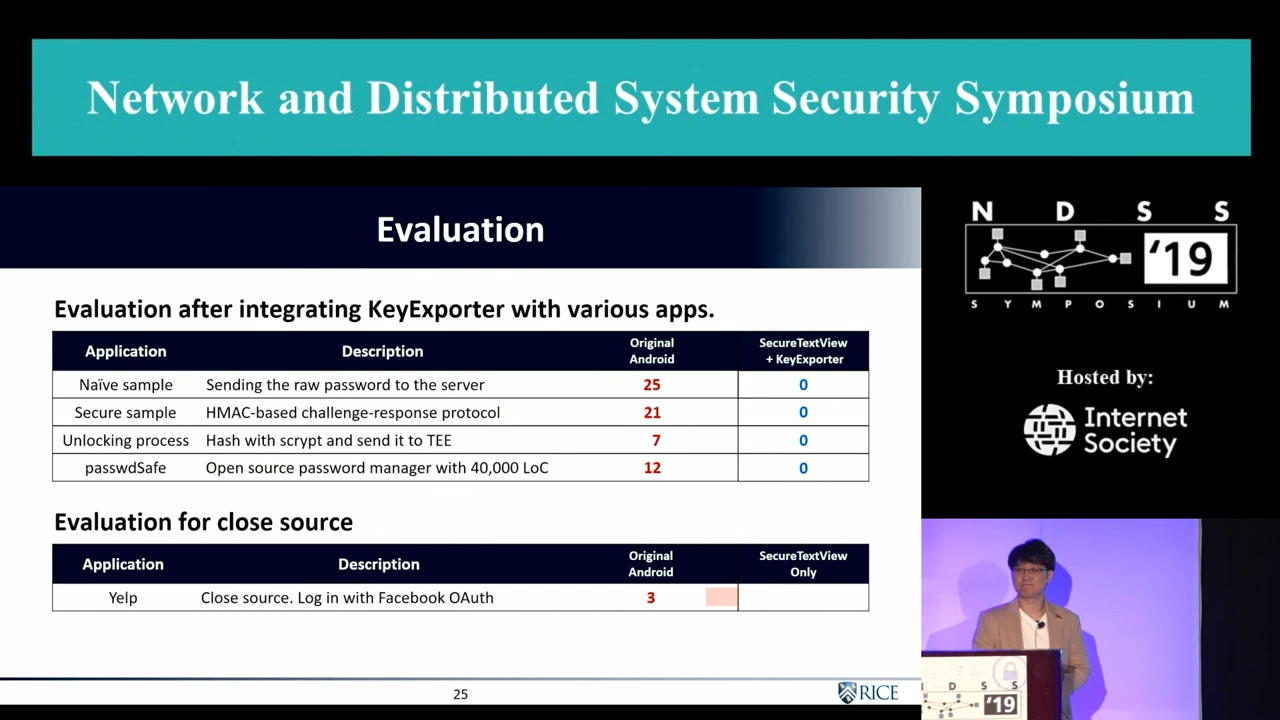 Network and Distributed System Security Symposium
Evaluation
Evaluation after integrating KeyExporter with various apps.
Application Description Original Android SecureTextView + KeyExporter
Naïve sample Sending the raw password to the server 25 0
Secure sample HMAC-based challenge-response protocol 21 0
Unlocking process Hash with scrypt and send it to TEE 7 0
passwdSafe Open source password manager with 40,000 LoC 12 0
Evaluation for close source
Application Description Original Android SecureTextView Only
Yelp Close source. Log in with Facebook OAuth 3
25
RICE
N D S S
'19
SYMPOSIUM
Hosted by:
Internet
Society
N D S S
'19